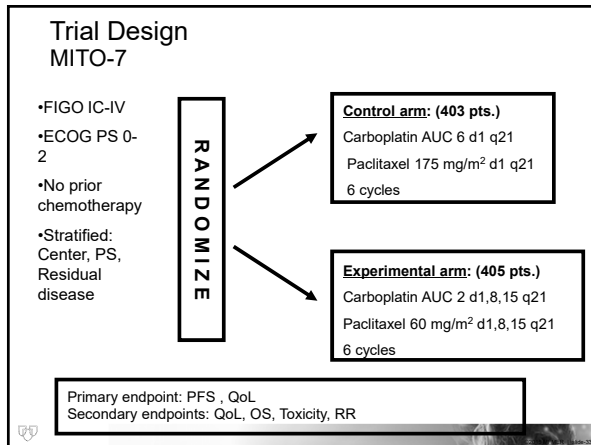 Trial Design
MITO-7
•FIGO IC-IV
•ECOG PS 0-
2
•No prior
chemotherapy
•Stratified:
Center, PS,
Residual
disease
RANDOMIZE
Control arm: (403 pts.)
Carboplatin AUC 6 d1 q21
Paclitaxel 175 mg/m² d1 q21
6 cycles
Experimental arm: (405 pts.)
Carboplatin AUC 2 d1,8,15 q21
Paclitaxel 60 mg/m² d1,8,15 q21
6 cycles
Primary endpoint: PFS , QoL
Secondary endpoints: QoL, OS, Toxicity, RR